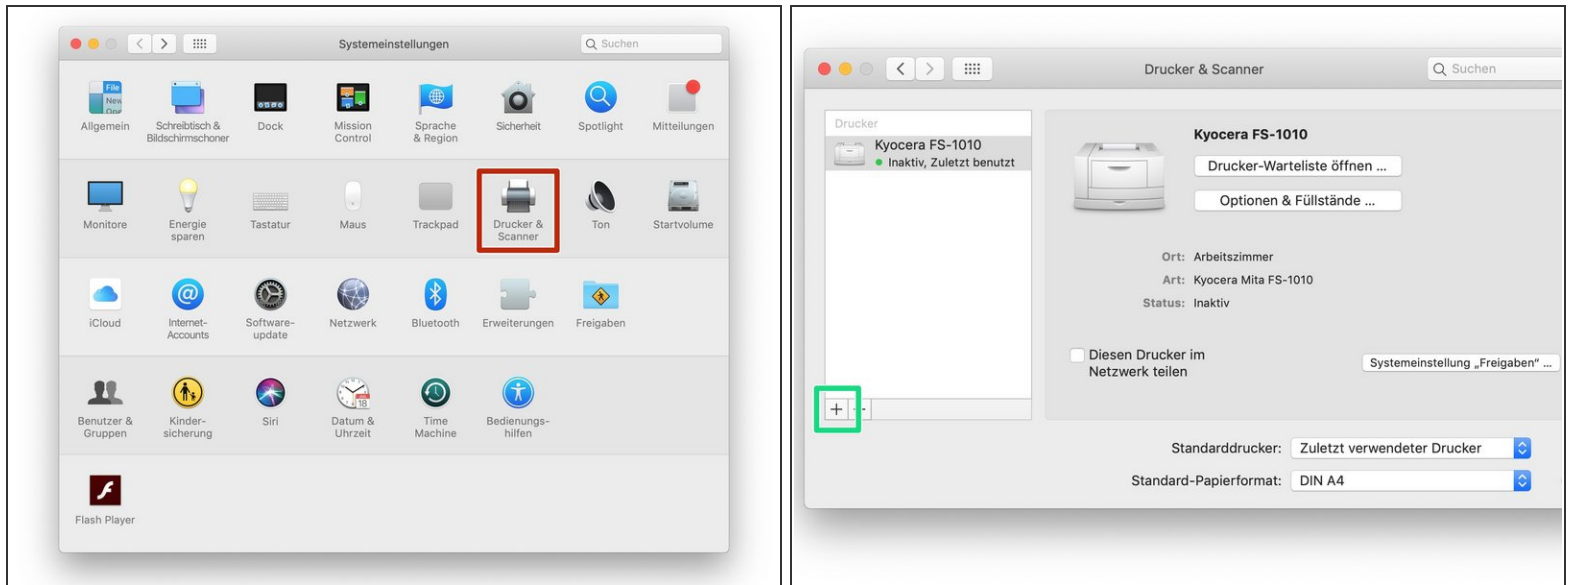 Systemeinstellungen
Suchen
File
New
One
Allgemein
Schreibtisch &
Bildschirmschoner
Dock
Mission
Control
Sprache
& Region
Sicherheit
Spotlight
Mitteilungen
Monitore
Energie
sparen
Tastatur
Maus
Trackpad
Drucker &
Scanner
Ton
Startvolume
iCloud
Internet-
Accounts
Software-
update
Netzwerk
Bluetooth
Erweiterungen
Freigaben
Benutzer &
Gruppen
Kinder-
sicherung
Siri
18
Datum &
Uhrzeit
Time
Machine
Bedienungs-
hilfen
Flash Player
Drucker & Scanner
Suchen
Drucker
Kyocera FS-1010
Inaktiv, Zuletzt benutzt
Kyocera FS-1010
Drucker-Warteliste öffnen ...
Optionen & Füllstände ...
Ort: Arbeitszimmer
Art: Kyocera Mita FS-1010
Status: Inaktiv
Diesen Drucker im
Netzwerk teilen
Systemeinstellung „Freigaben“ ...
Standarddrucker: Zuletzt verwendeter Drucker
Standard-Papierformat: DIN A4